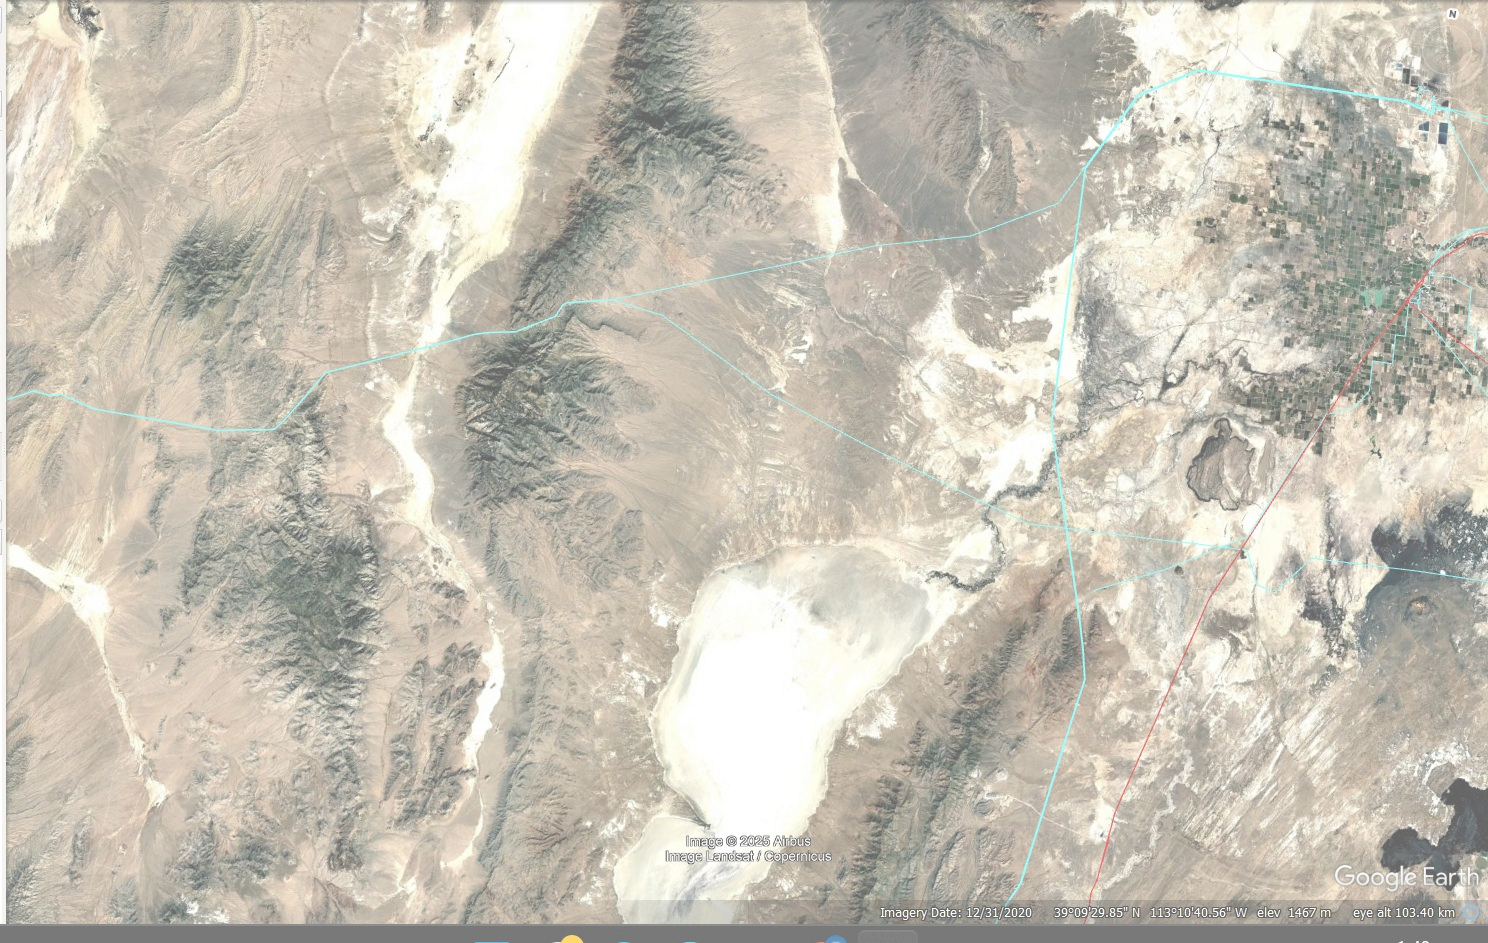 N
Image © 2025 Airbus
Image Landsat / Copernicus
Google Earth
Imagery Date: 12/31/2020 39°09'29.85" N 113°10'40.56" W elev 1467 m eye alt 103.40 km